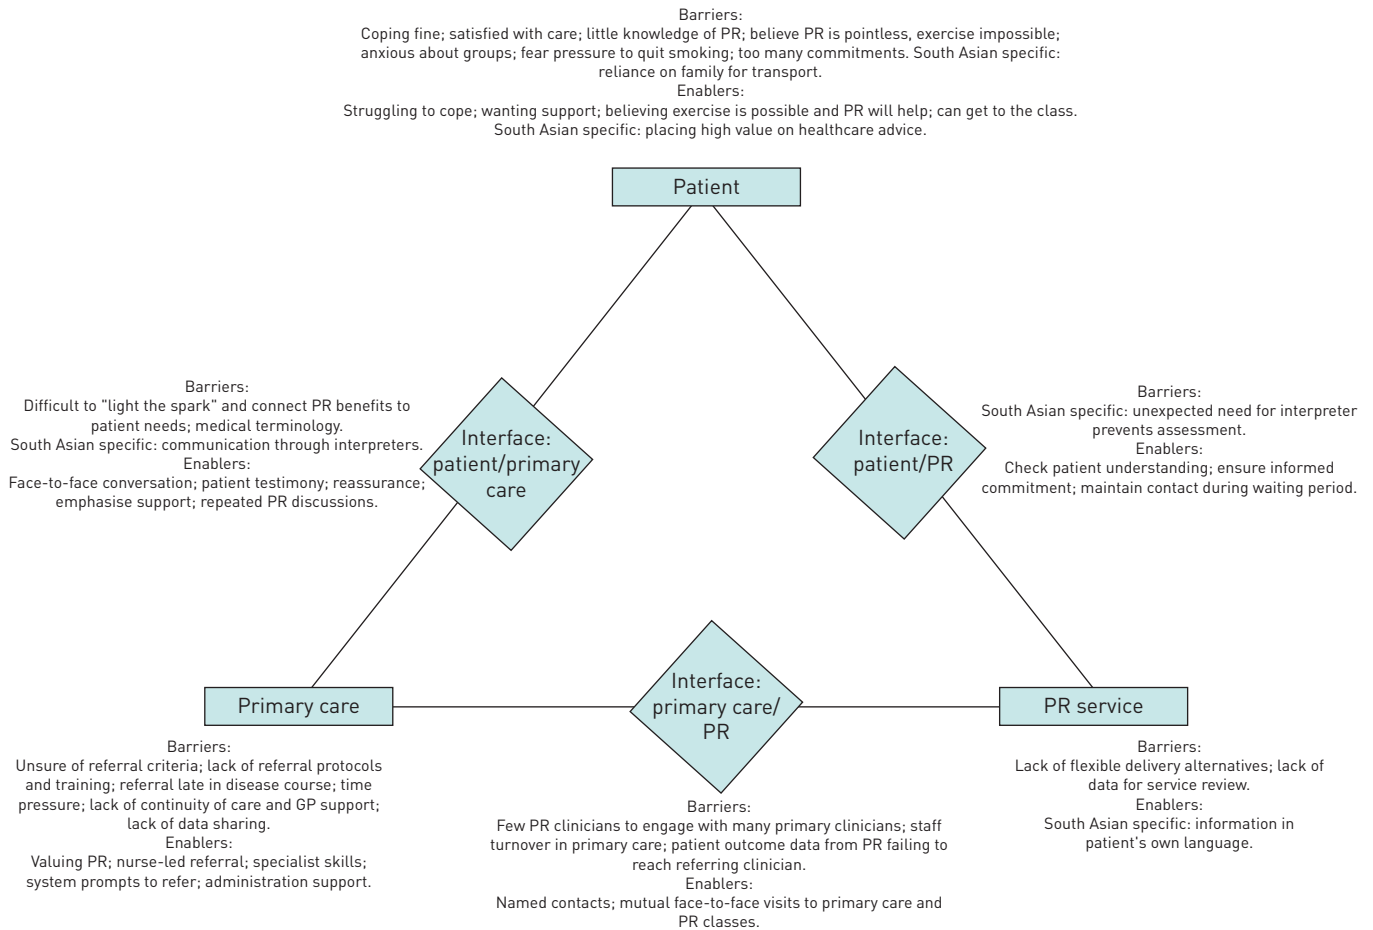 Barriers:
Coping fine; satisfied with care; little knowledge of PR; believe PR is pointless, exercise impossible;
anxious about groups; fear pressure to quit smoking; too many commitments. South Asian specific:
reliance on family for transport.
Enablers:
Struggling to cope; wanting support; believing exercise is possible and PR will help; can get to the class.
South Asian specific: placing high value on healthcare advice.
Patient
Barriers:
Difficult to "light the spark" and connect PR benefits to
patient needs; medical terminology.
South Asian specific: communication through interpreters.
Enablers:
Face-to-face conversation; patient testimony; reassurance;
emphasise support; repeated PR discussions.
Interface:
patient/primary
care
Interface:
patient/PR
Barriers:
South Asian specific: unexpected need for interpreter
prevents assessment.
Enablers:
Check patient understanding; ensure informed
commitment; maintain contact during waiting period.
Primary care
Barriers:
Unsure of referral criteria; lack of referral protocols
and training; referral late in disease course; time
pressure; lack of continuity of care and GP support;
lack of data sharing.
Enablers:
Valuing PR; nurse-led referral; specialist skills;
system prompts to refer; administration support.
Interface:
primary care/
PR
Barriers:
Few PR clinicians to engage with many primary clinicians; staff
turnover in primary care; patient outcome data from PR failing to
reach referring clinician.
Enablers:
Named contacts; mutual face-to-face visits to primary care and
PR classes.
PR service
Barriers:
Lack of flexible delivery alternatives; lack of
data for service review.
Enablers:
South Asian specific: information in
patient's own language.